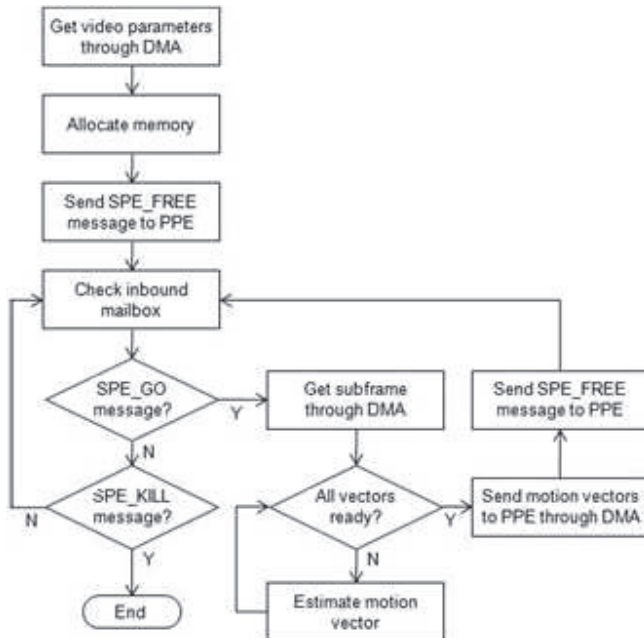 Get video parameters
through DMA
Allocate memory
Send SPE_FREE
message to PPE
Check inbound
mailbox
SPE_GO
message?
Y
N
Get subframe
through DMA
Send SPE_FREE
message to PPE
SPE_KILL
message?
N
Y
All vectors
ready?
Y
N
Send motion vectors
to PPE through DMA
End
Estimate motion
vector